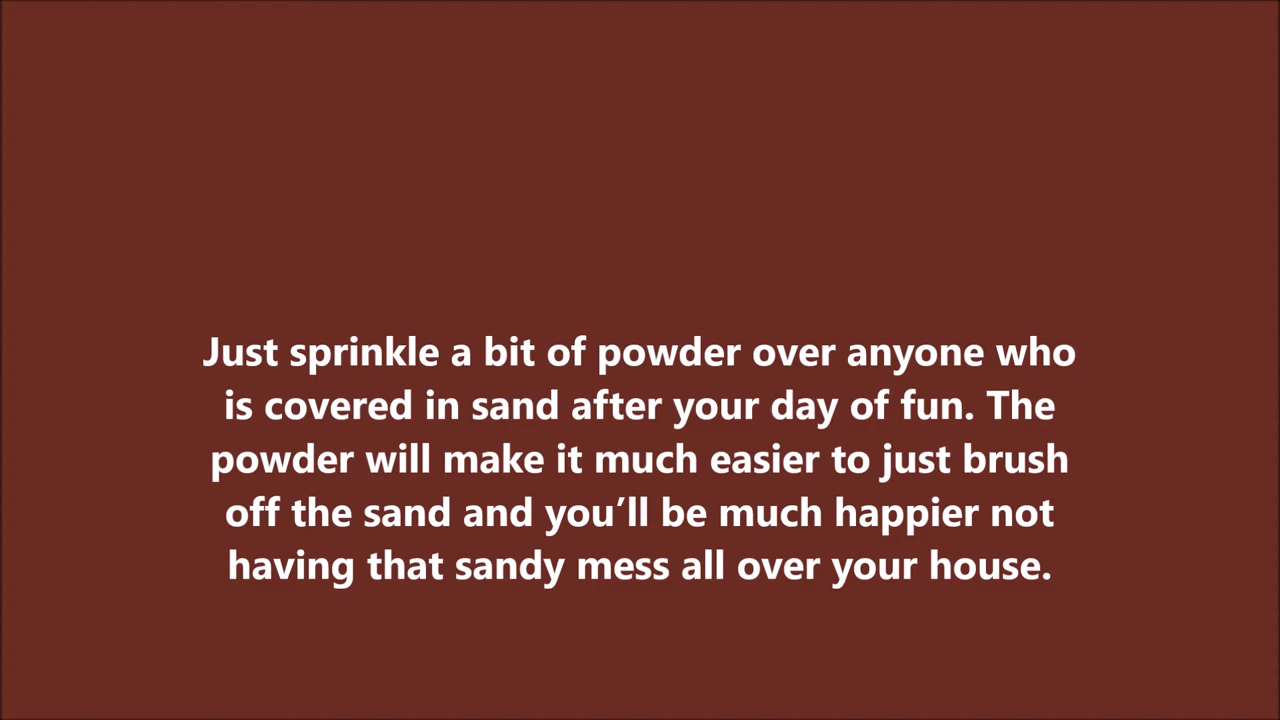 Just sprinkle a bit of powder over anyone who
is covered in sand after your day of fun. The
powder will make it much easier to just brush
off the sand and you’ll be much happier not
having that sandy mess all over your house.